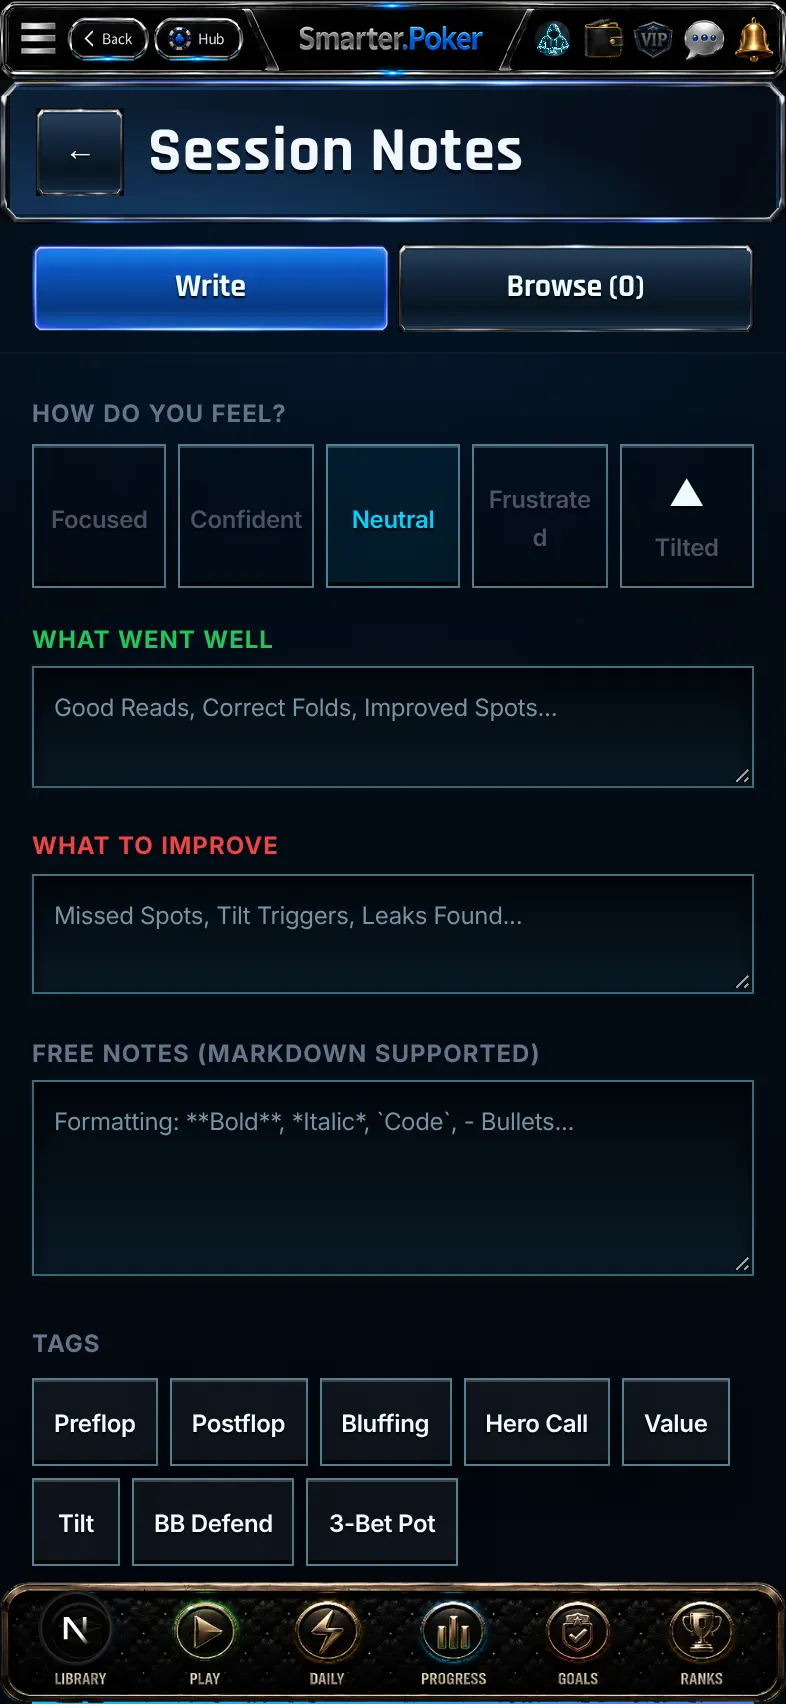 Back
Hub
Smarter.Poker
VIP
← Session Notes
Write
Browse (0)
HOW DO YOU FEEL?
Focused
Confident
Neutral
Frustrate
d
Tilted
WHAT WENT WELL
Good Reads, Correct Folds, Improved Spots...
WHAT TO IMPROVE
Missed Spots, Tilt Triggers, Leaks Found...
FREE NOTES (MARKDOWN SUPPORTED)
Formatting: **Bold**, *Italic*, `Code`, - Bullets...
TAGS
Preflop
Postflop
Bluffing
Hero Call
Value
Tilt
BB Defend
3-Bet Pot
N
LIBRARY
PLAY
DAILY
PROGRESS
GOALS
RANKS